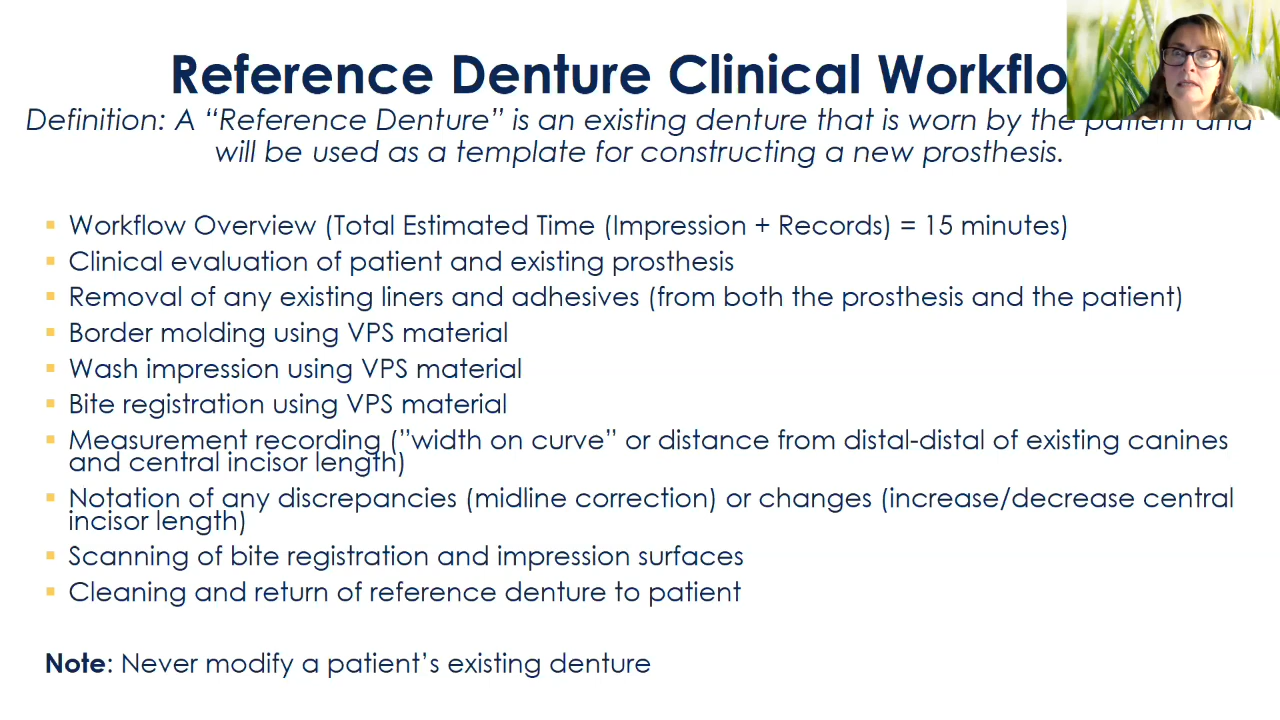 Reference Denture Clinical Workflo
Definition: A “Reference Denture” is an existing denture that is worn by the patient and
will be used as a template for constructing a new prosthesis.
▪ Workflow Overview (Total Estimated Time (Impression + Records) = 15 minutes)
▪ Clinical evaluation of patient and existing prosthesis
▪ Removal of any existing liners and adhesives (from both the prosthesis and the patient)
▪ Border molding using VPS material
▪ Wash impression using VPS material
▪ Bite registration using VPS material
▪ Measurement recording (”width on curve” or distance from distal-distal of existing canines
and central incisor length)
▪ Notation of any discrepancies (midline correction) or changes (increase/decrease central
incisor length)
▪ Scanning of bite registration and impression surfaces
▪ Cleaning and return of reference denture to patient
Note: Never modify a patient’s existing denture